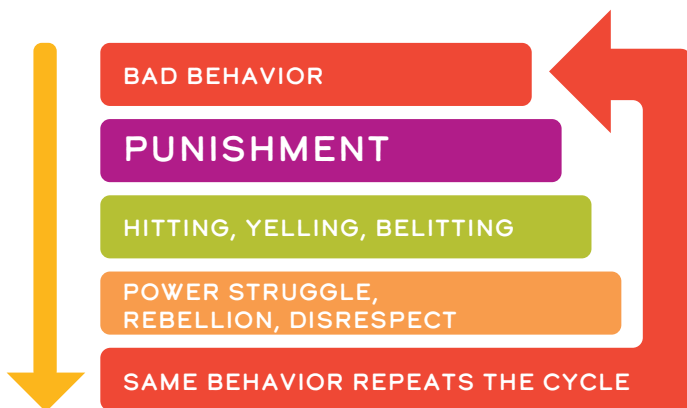 BAD BEHAVIOR
PUNISHMENT
HITTING, YELLING, BELITTING
POWER STRUGGLE,
REBELLION, DISRESPECT
SAME BEHAVIOR REPEATS THE CYCLE